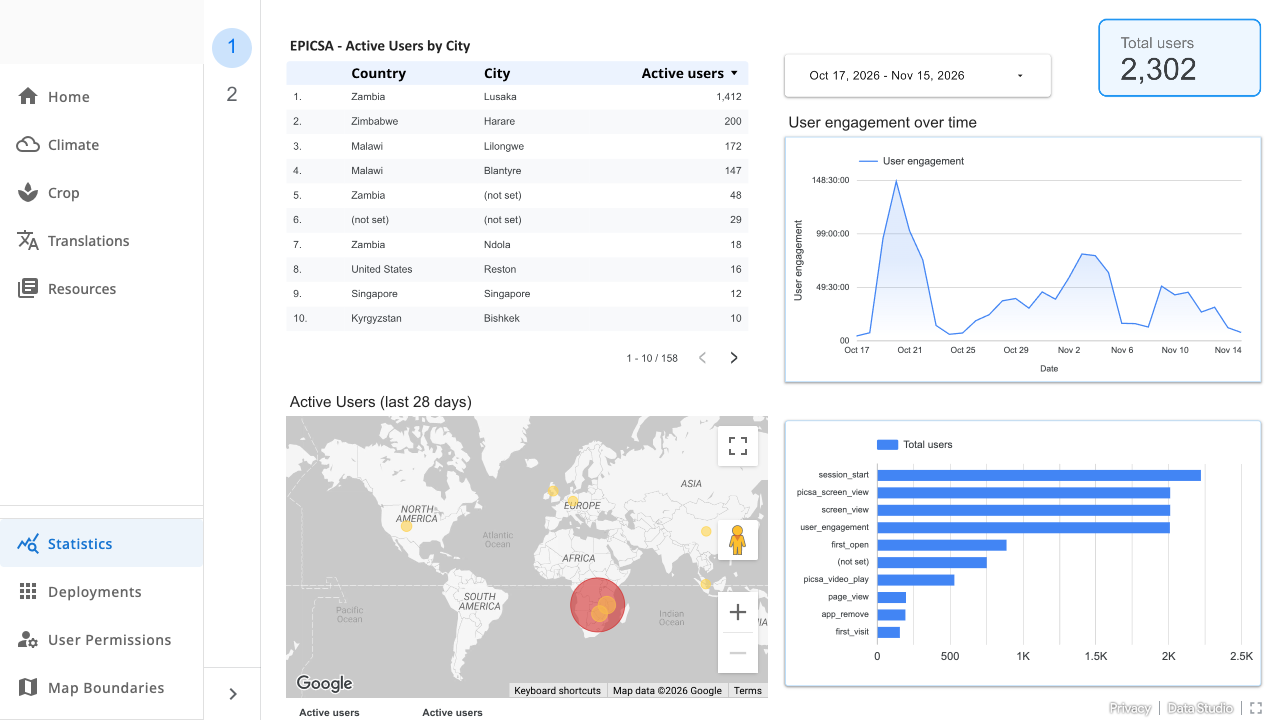 Home
Climate
Crop
Translations
Resources
Statistics
Deployments
User Permissions
Map Boundaries
1
2
EPICSA - Active Users by City
Country City Active users
1. Zambia Lusaka 1,412
2. Zimbabwe Harare 200
3. Malawi Lilongwe 172
4. Malawi Blantyre 147
5. Zambia (not set) 48
6. (not set) (not set) 29
7. Zambia Ndola 18
8. United States Reston 16
9. Singapore Singapore 12
10. Kyrgyzstan Bishkek 10
1 - 10 / 158
Oct 17, 2026 - Nov 15, 2026
Total users
2,302
User engagement over time
User engagement
148:30:00
99:00:00
49:30:00
00
User engagement
Oct 17 Oct 21 Oct 25 Oct 29 Nov 2 Nov 6 Nov 10 Nov 14
Date
Active Users (last 28 days)
NORTH
AMERICA
EUROPE
ASIA
Atlantic
Ocean
AFRICA
SOUTH
AMERICA
Pacific
Ocean
Indian
Ocean
Google
Keyboard shortcuts Map data ©2026 Google Terms
Active users Active users
Total users
session_start
picsa_screen_view
screen_view
user_engagement
first_open
(not set)
picsa_video_play
page_view
app_remove
first_visit
0 500 1K 1.5K 2K 2.5K
Privacy Data Studio